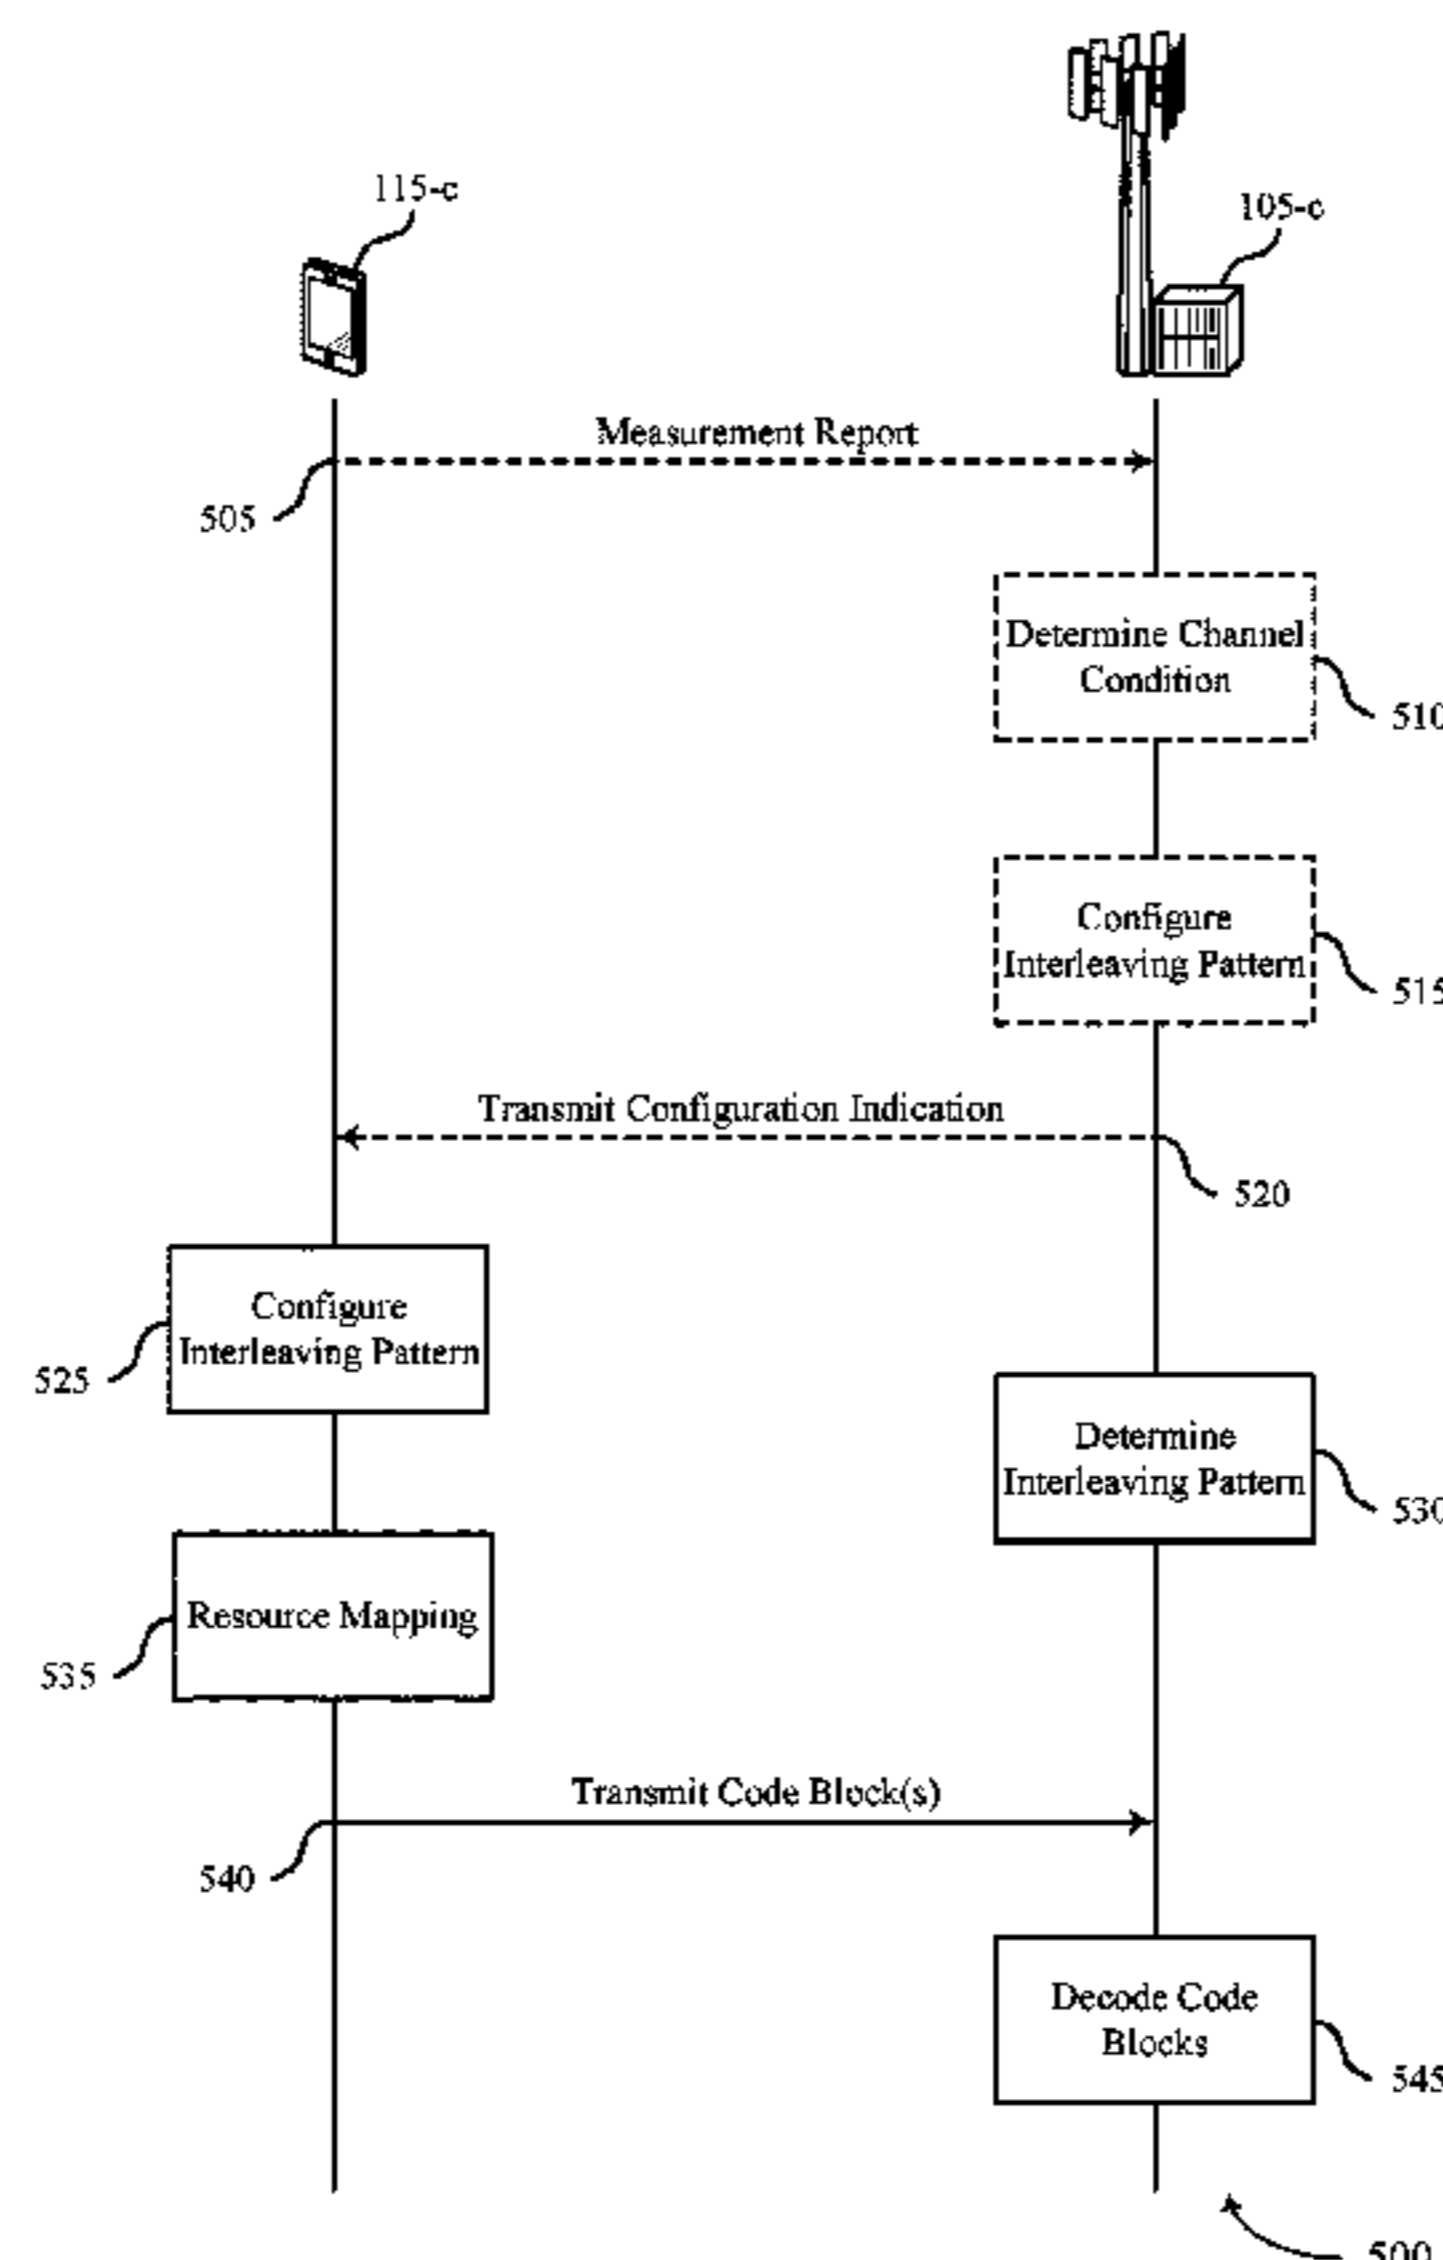 115-c
105-c
Measurement Report
505
Determine Channel
Condition
510
Configure
Interleaving Pattern
515
Transmit Configuration Indication
520
Configure
Interleaving Pattern
525
Determine
Interleaving Pattern
530
Resource Mapping
535
Transmit Code Block(s)
540
Decode Code
Blocks
545
500